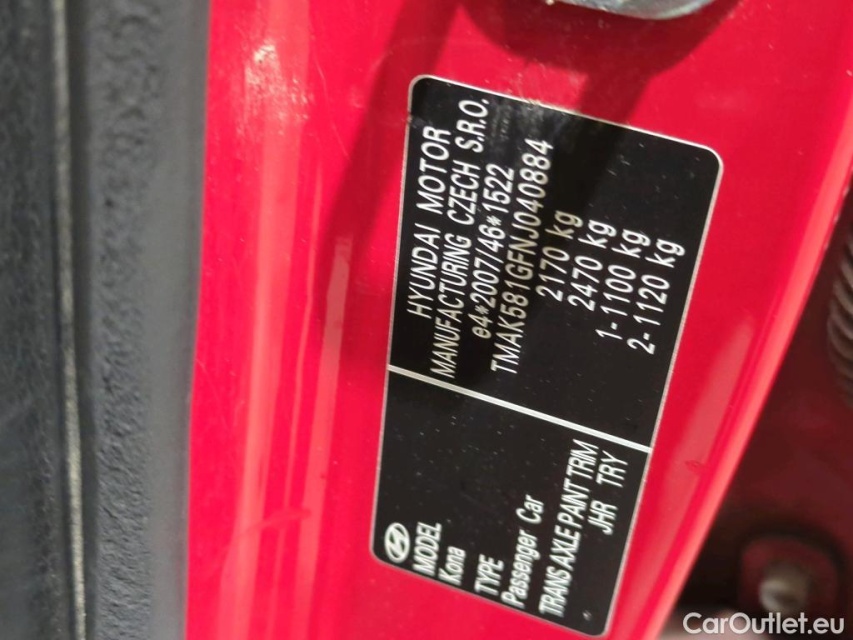 HYUNDAI MOTOR
MANUFACTURING CZECH S.R.O.
e4*2007/46*1522
TMAK581GFNJ040884
2170 kg
2470 kg
1-1100 kg
2-1120 kg
MODEL
Kona
TYPE
Passenger Car
TRANS AXLE PAINT TRIM
JHR TRY
CarOutlet.eu